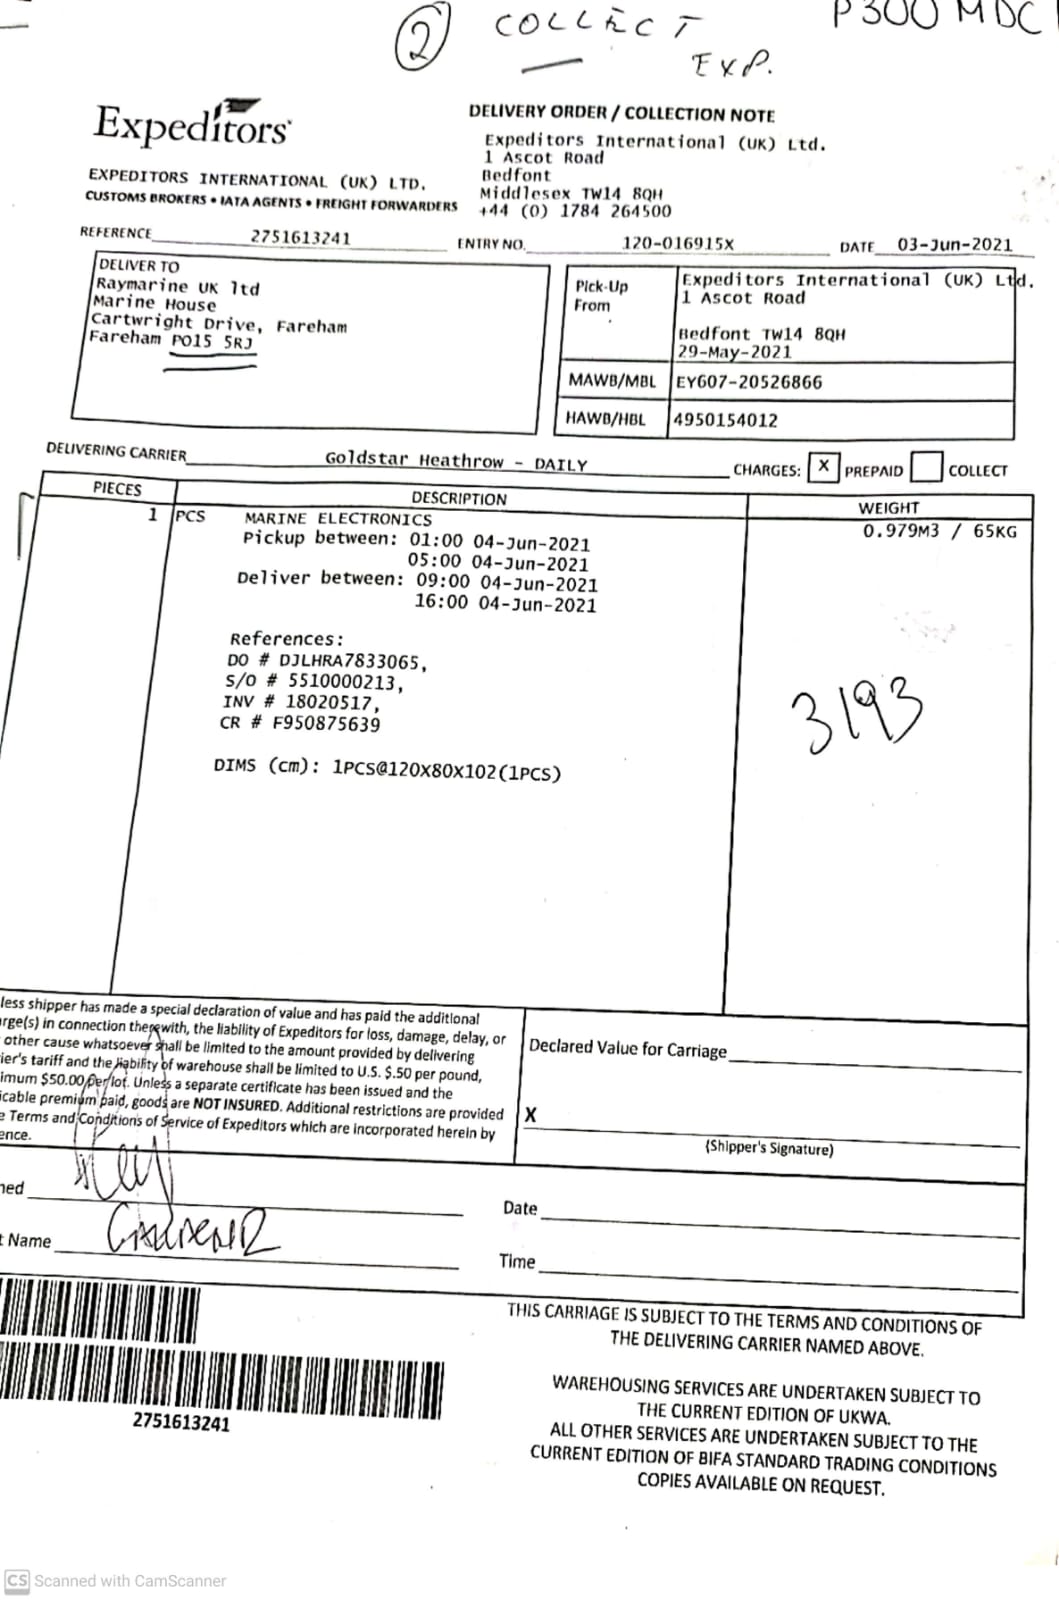 2 COLLECT
P300 MDC
EXP.
Expeditors
EXPEDITORS INTERNATIONAL (UK) LTD.
CUSTOMS BROKERS • IATA AGENTS • FREIGHT FORWARDERS
DELIVERY ORDER / COLLECTION NOTE
Expeditors International (UK) Ltd.
1 Ascot Road
Bedfont
Middlesex TW14 8QH
+44 (0) 1784 264500
REFERENCE 2751613241 ENTRY NO. 120-016915X DATE 03-Jun-2021
DELIVER TO
Raymarine UK ltd
Marine House
Cartwright Drive, Fareham
Fareham PO15 5RJ
Pick-Up From
Expeditors International (UK) Ltd.
1 Ascot Road
Bedfont TW14 8QH
29-May-2021
MAWB/MBL EY607-20526866
HAWB/HBL 4950154012
DELIVERING CARRIER Goldstar Heathrow - DAILY CHARGES: X PREPAID COLLECT
PIECES DESCRIPTION WEIGHT
1 PCS MARINE ELECTRONICS 0.979M3 / 65KG
Pickup between: 01:00 04-Jun-2021
05:00 04-Jun-2021
Deliver between: 09:00 04-Jun-2021
16:00 04-Jun-2021
References:
DO # DJLHRA7833065,
S/O # 5510000213,
INV # 18020517,
CR # F950875639
3193
DIMS (cm): 1PCS@120X80X102(1PCS)
less shipper has made a special declaration of value and has paid the additional
rge(s) in connection therewith, the liability of Expeditors for loss, damage, delay, or
other cause whatsoever shall be limited to the amount provided by delivering
ier's tariff and the liability of warehouse shall be limited to U.S. $.50 per pound,
imum $50.00 per lot. Unless a separate certificate has been issued and the
icable premium paid, goods are NOT INSURED. Additional restrictions are provided
e Terms and Conditions of Service of Expeditors which are incorporated herein by
ence.
Declared Value for Carriage
X
(Shipper's Signature)
ned
Date
t Name
Time
2751613241
THIS CARRIAGE IS SUBJECT TO THE TERMS AND CONDITIONS OF
THE DELIVERING CARRIER NAMED ABOVE.
WAREHOUSING SERVICES ARE UNDERTAKEN SUBJECT TO
THE CURRENT EDITION OF UKWA.
ALL OTHER SERVICES ARE UNDERTAKEN SUBJECT TO THE
CURRENT EDITION OF BIFA STANDARD TRADING CONDITIONS
COPIES AVAILABLE ON REQUEST.
CS Scanned with CamScanner